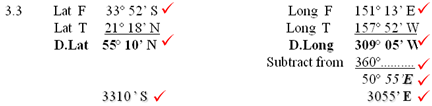 3.3 Lat F 33° 52' S Long F 151° 13' E
Lat T 21° 18' N Long T 157° 52' W
D.Lat 55° 10' N D.Long 309° 05' W
Subtract from 360°..........
50° 55'E
3310' S 3055' E